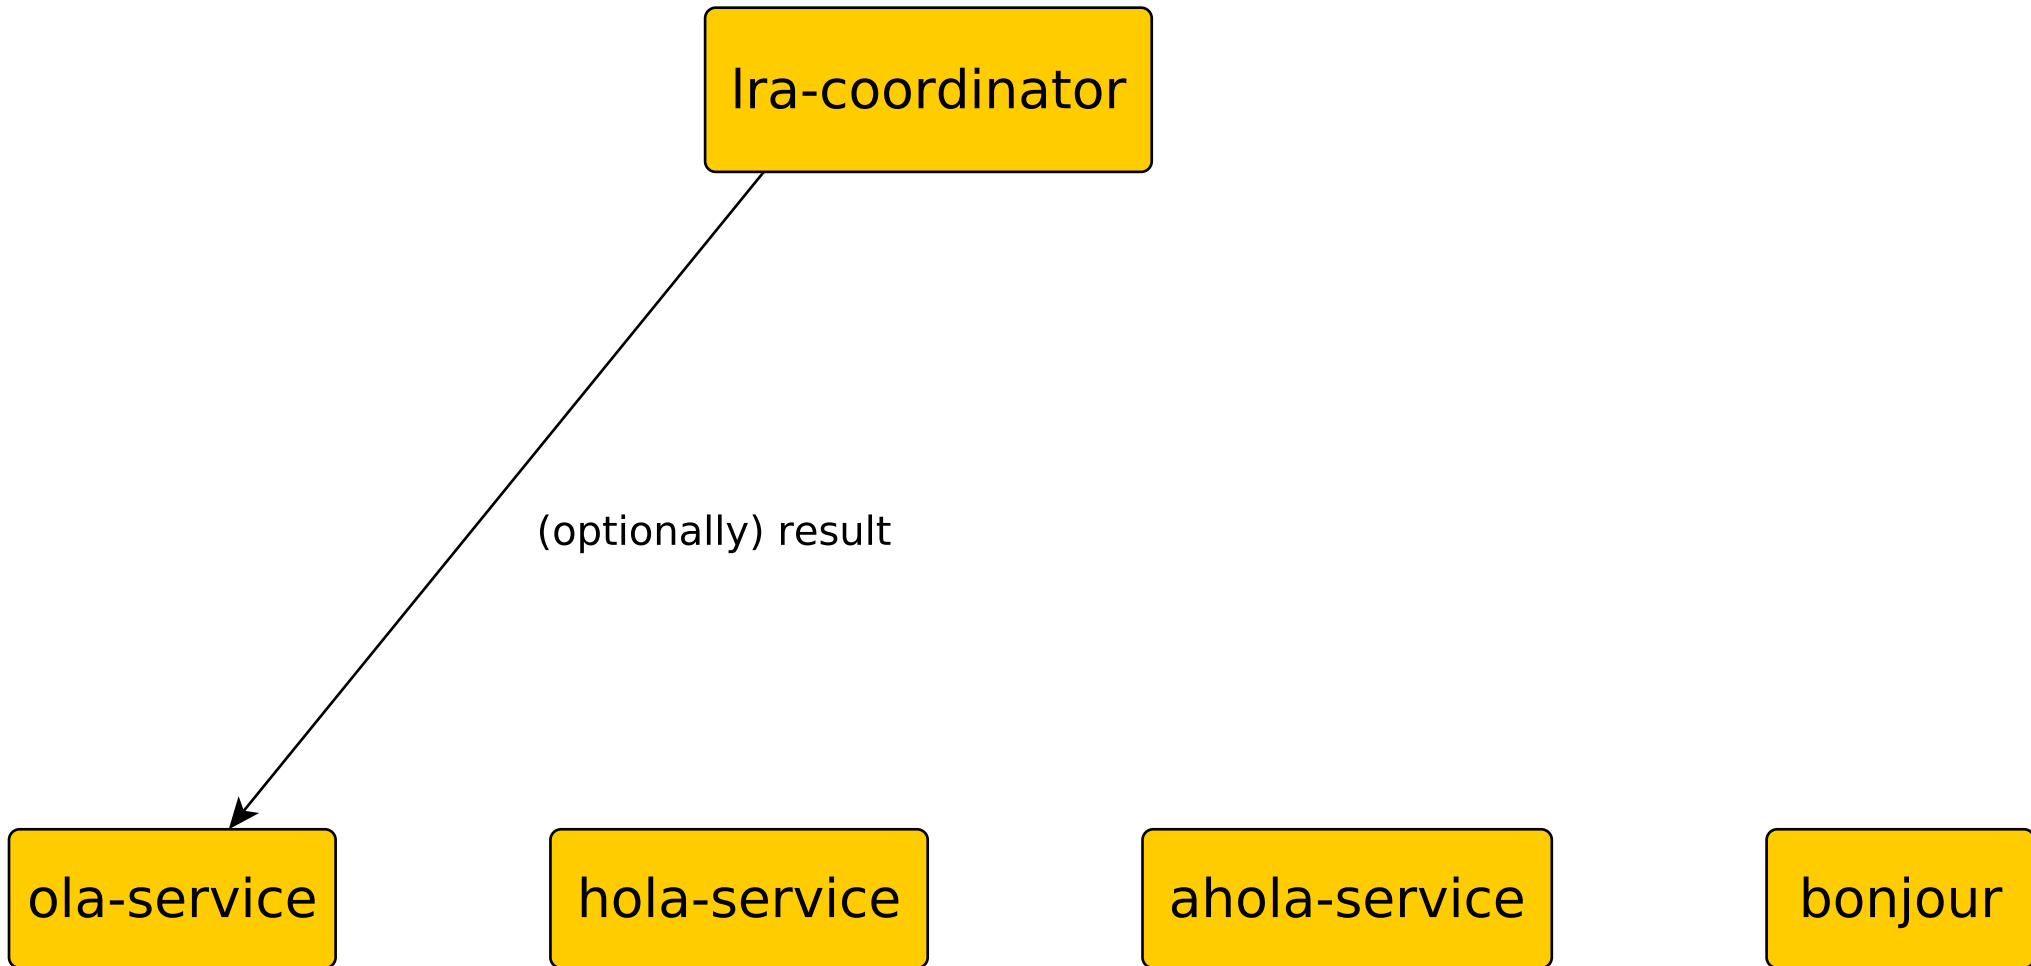 lra-coordinator
(optionally) result
ola-service
hola-service
ahola-service
bonjour